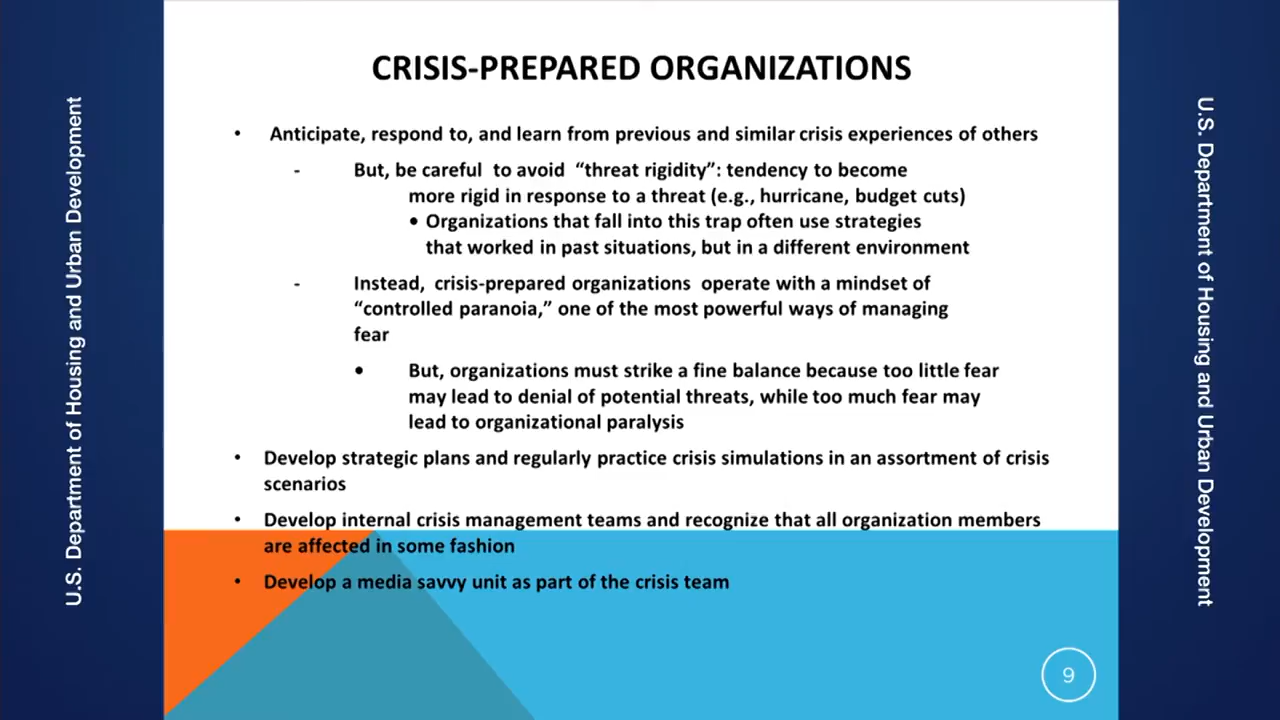 U.S. Department of Housing and Urban Development
CRISIS-PREPARED ORGANIZATIONS
• Anticipate, respond to, and learn from previous and similar crisis experiences of others
- But, be careful to avoid “threat rigidity”: tendency to become
more rigid in response to a threat (e.g., hurricane, budget cuts)
• Organizations that fall into this trap often use strategies
that worked in past situations, but in a different environment
- Instead, crisis-prepared organizations operate with a mindset of
“controlled paranoia,” one of the most powerful ways of managing
fear
• But, organizations must strike a fine balance because too little fear
may lead to denial of potential threats, while too much fear may
lead to organizational paralysis
• Develop strategic plans and regularly practice crisis simulations in an assortment of crisis
scenarios
• Develop internal crisis management teams and recognize that all organization members
are affected in some fashion
• Develop a media savvy unit as part of the crisis team
9
U.S. Department of Housing and Urban Development